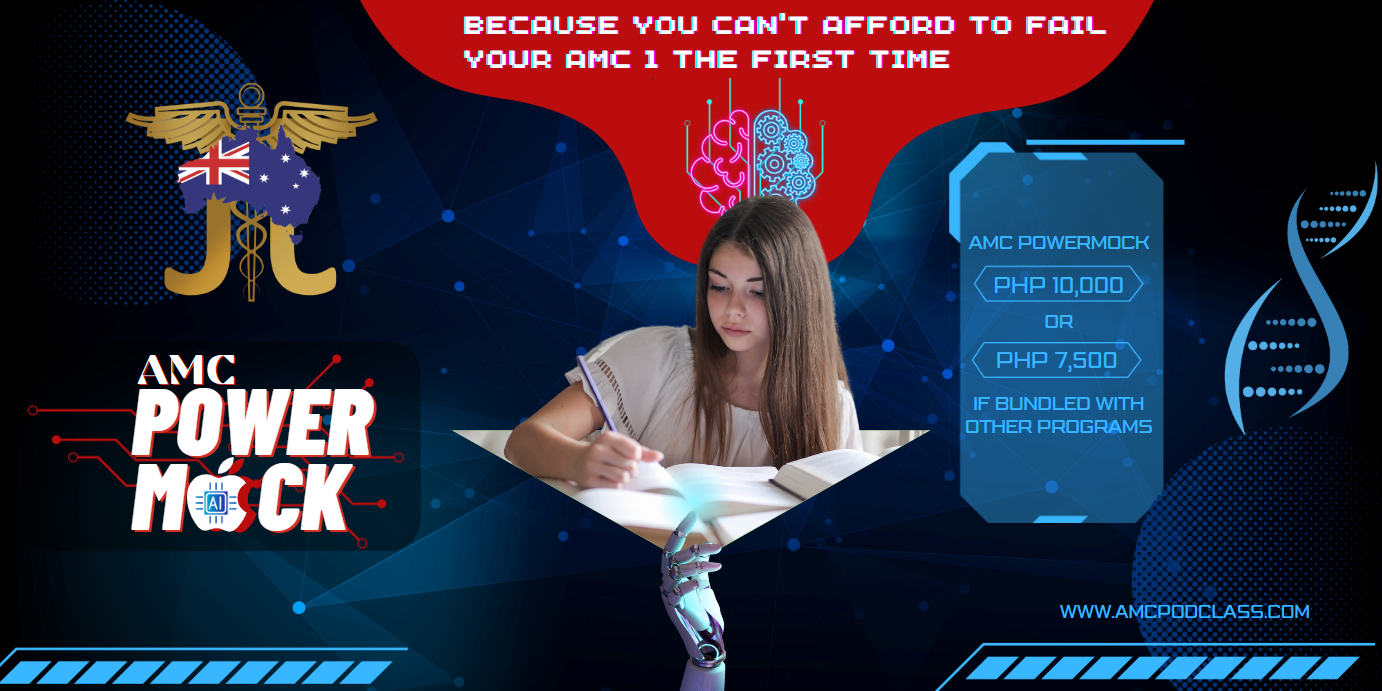 BECAUSE YOU CAN'T AFFORD TO FAIL
YOUR AMC 1 THE FIRST TIME
AMC
POWER
MOCK
AI
AMC POWERMOCK
PHP 10,000
OR
PHP 7,500
IF BUNDLED WITH
OTHER PROGRAMS
WWW.AMCPODCLASS.COM